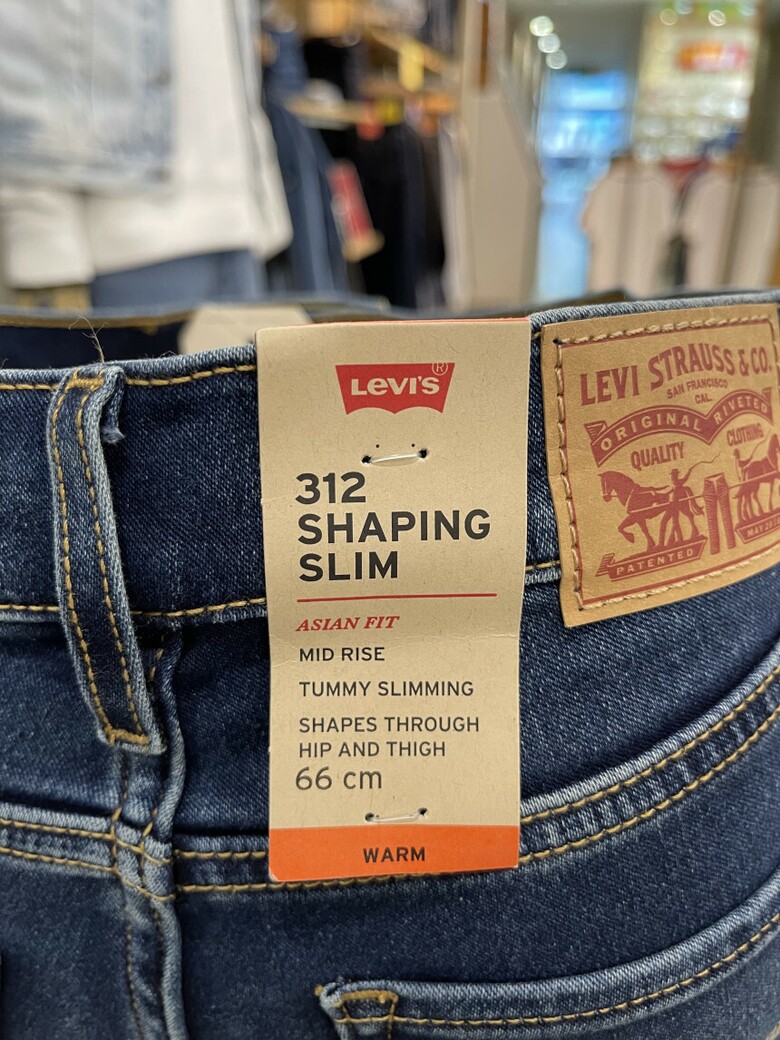 LEVI'S®
312
SHAPING
SLIM
ASIAN FIT
MID RISE
TUMMY SLIMMING
SHAPES THROUGH
HIP AND THIGH
66 cm
WARM
LEVI STRAUSS & CO.
SAN FRANCISCO
CAL.
ORIGINAL RIVETED
QUALITY CLOTHING
PATENTED MAY